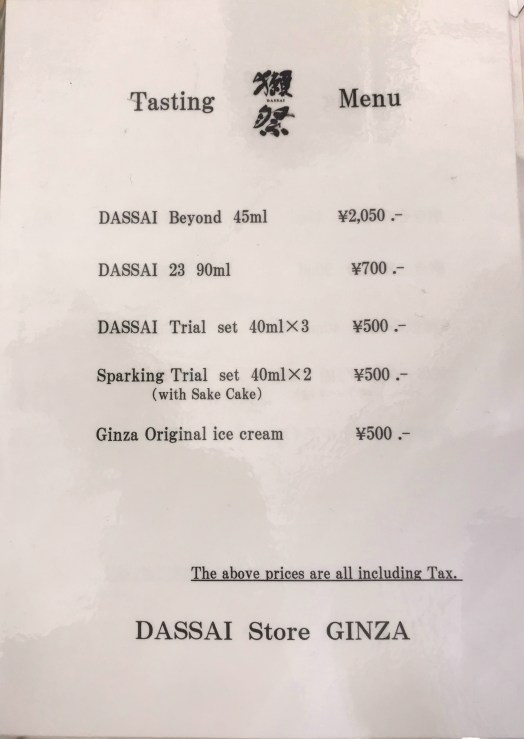 Tasting 獺祭 Menu
DASSAI
DASSAI Beyond 45ml ¥2,050 .-
DASSAI 23 90ml ¥700 .-
DASSAI Trial set 40ml×3 ¥500 .-
Sparking Trial set 40ml×2 ¥500 .-
(with Sake Cake)
Ginza Original ice cream ¥500 .-
The above prices are all including Tax.
DASSAI Store GINZA